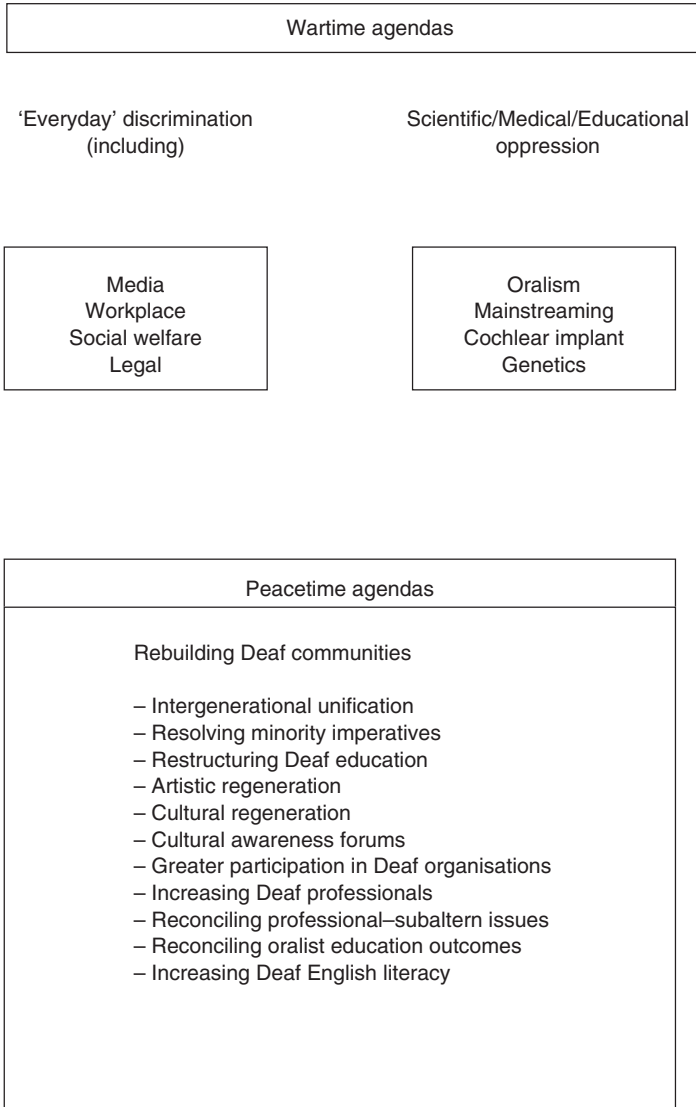 Wartime agendas
‘Everyday’ discrimination
(including)
Scientific/Medical/Educational
oppression
Media
Workplace
Social welfare
Legal
Oralism
Mainstreaming
Cochlear implant
Genetics
Peacetime agendas
Rebuilding Deaf communities
– Intergenerational unification
– Resolving minority imperatives
– Restructuring Deaf education
– Artistic regeneration
– Cultural regeneration
– Cultural awareness forums
– Greater participation in Deaf organisations
– Increasing Deaf professionals
– Reconciling professional–subaltern issues
– Reconciling oralist education outcomes
– Increasing Deaf English literacy